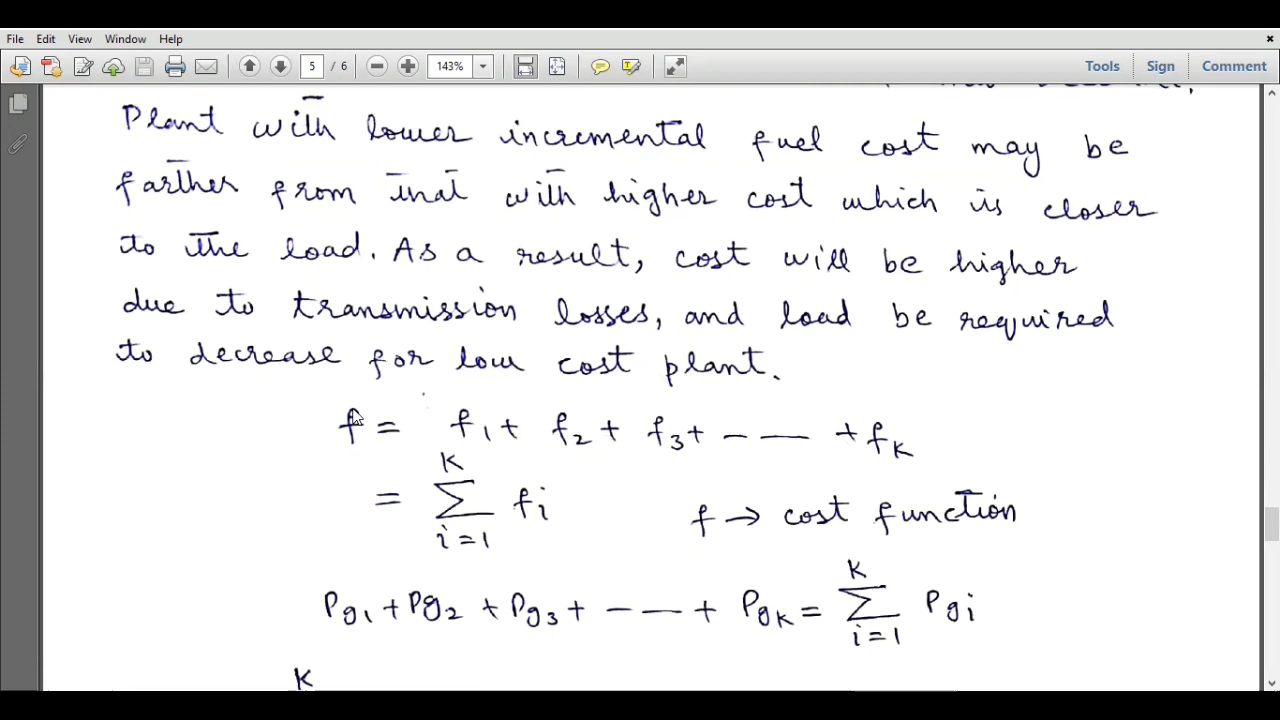 File Edit View Window Help
5 / 6 143% Tools Sign Comment
Plant with lower incremental fuel cost may be
farther from that with higher cost which is closer
to the load. As a result, cost will be higher
due to transmission losses, and load be required
to decrease for low cost plant.
f = f₁ + f₂ + f₃ + - — + fₖ
K
= ∑ fi
i=1
f → cost function
K
Pg₁ + Pg₂ + Pg₃ + - — + Pgₖ = ∑ Pgi
i=1
K